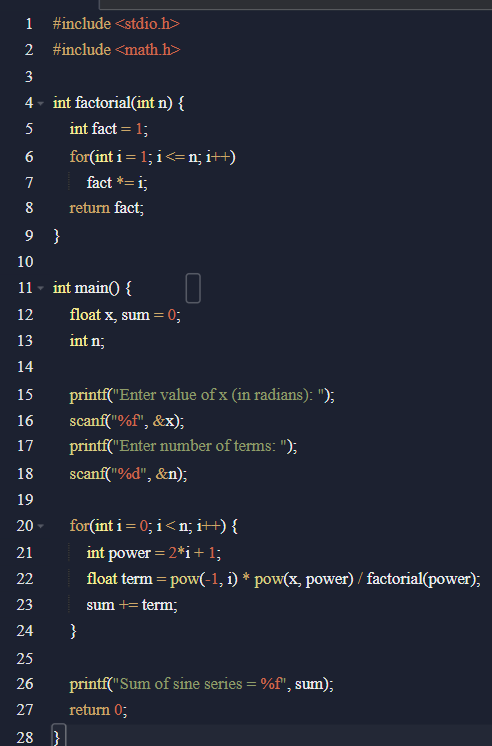 1 #include <stdio.h>
2 #include <math.h>
3
4 int factorial(int n) {
5 int fact = 1;
6 for(int i = 1; i <= n; i++)
7 fact *= i;
8 return fact;
9 }
10
11 int main() {
12 float x, sum = 0;
13 int n;
14
15 printf("Enter value of x (in radians): ");
16 scanf("%f", &x);
17 printf("Enter number of terms: ");
18 scanf("%d", &n);
19
20 for(int i = 0; i < n; i++) {
21 int power = 2*i + 1;
22 float term = pow(-1, i) * pow(x, power) / factorial(power);
23 sum += term;
24 }
25
26 printf("Sum of sine series = %f", sum);
27 return 0;
28 }